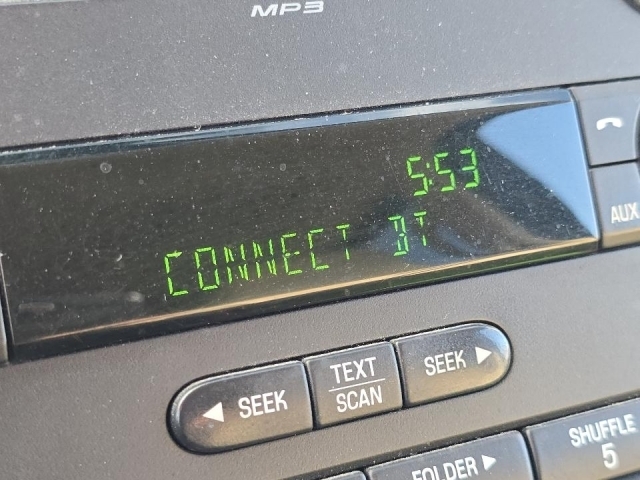 MP3
5:53
CONNECT BT
AUX
◄ SEEK
TEXT
SCAN
SEEK ►
FOLDER ►
SHUFFLE
5